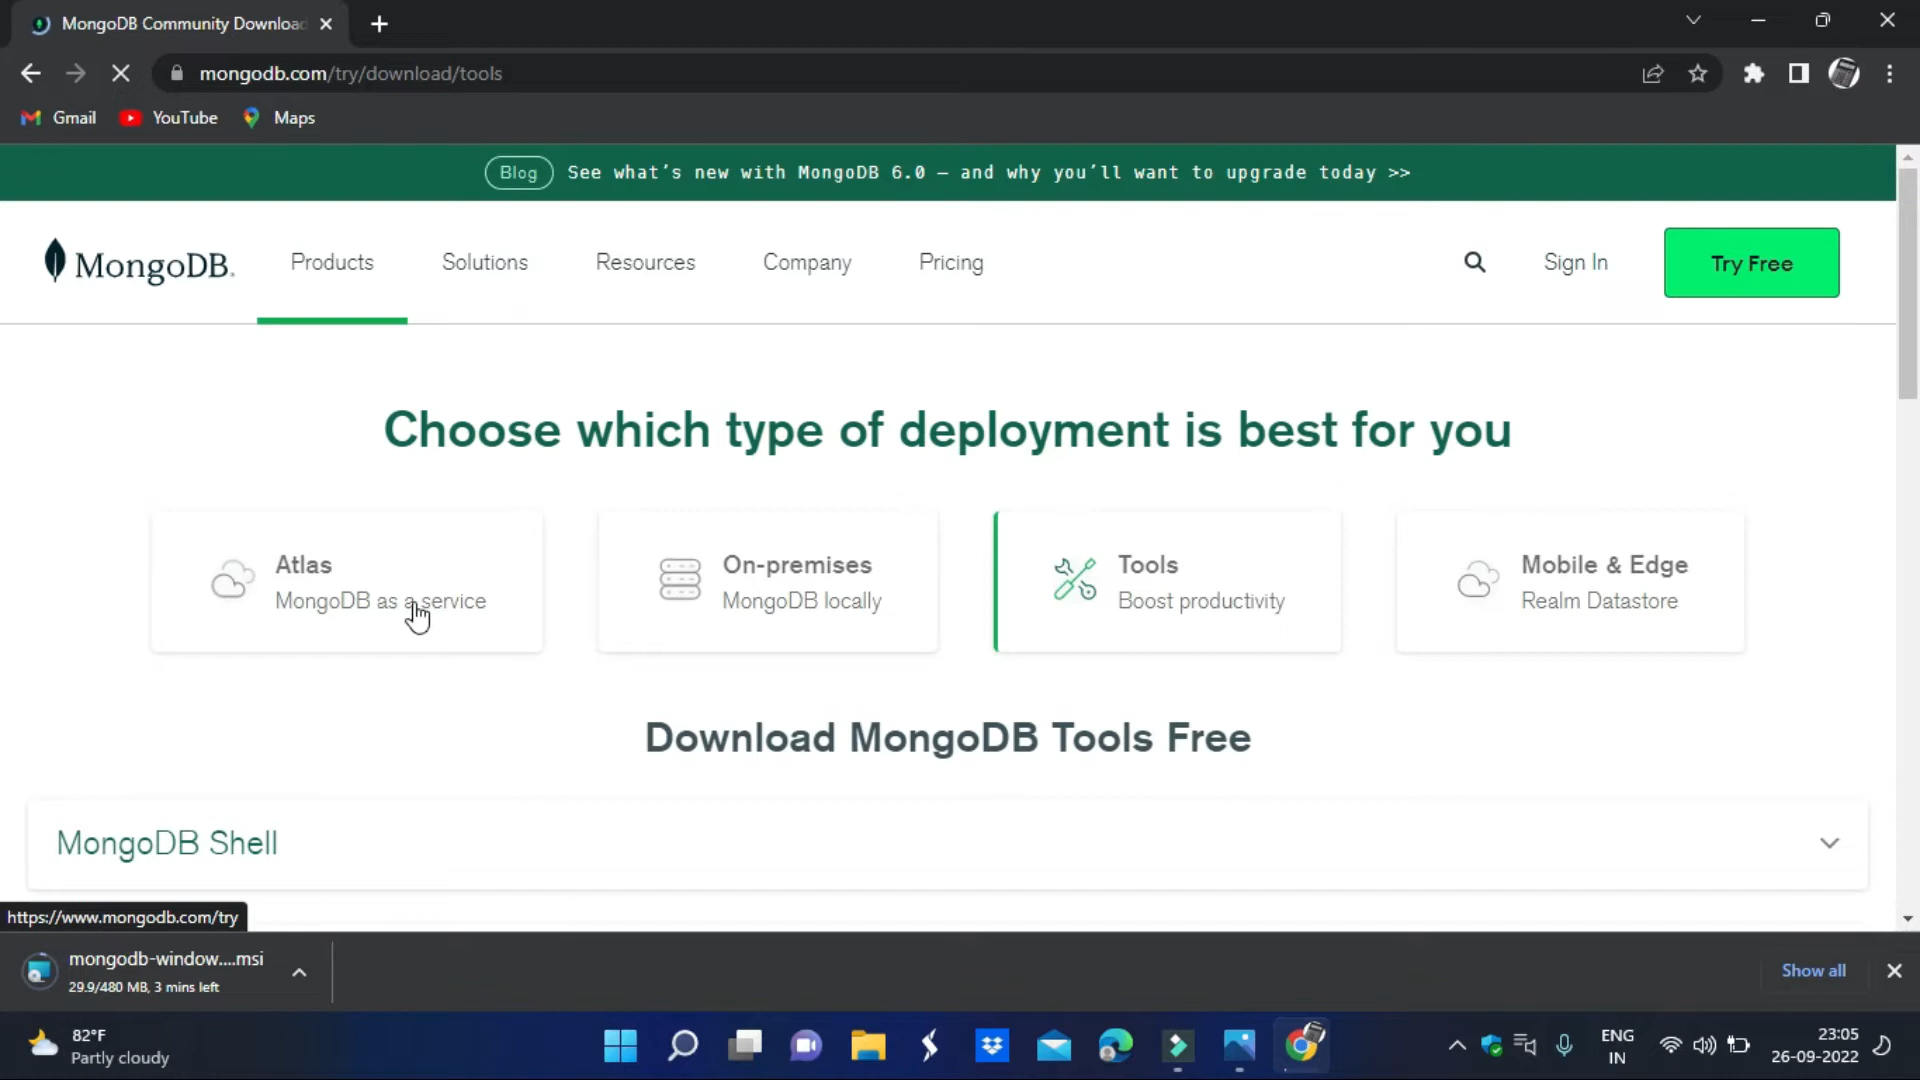 MongoDB Community Download
mongodb.com/try/download/tools
Gmail
YouTube
Maps
Blog See what's new with MongoDB 6.0 — and why you'll want to upgrade today >>
MongoDB.
Products
Solutions
Resources
Company
Pricing
Sign In
Try Free
Choose which type of deployment is best for you
Atlas
MongoDB as a service
On-premises
MongoDB locally
Tools
Boost productivity
Mobile & Edge
Realm Datastore
Download MongoDB Tools Free
MongoDB Shell
https://www.mongodb.com/try
mongodb-window....msi
29.9/480 MB, 3 mins left
Show all
82°F
Partly cloudy
ENG
IN
23:05
26-09-2022